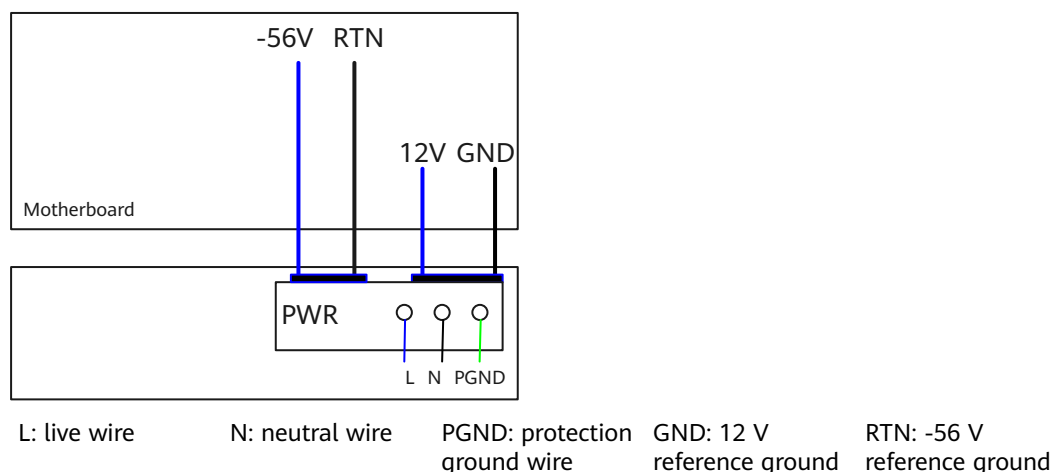 -56V RTN
12V GND
Motherboard
PWR
L N PGND
L: live wire
N: neutral wire
PGND: protection
ground wire
GND: 12 V
reference ground
RTN: -56 V
reference ground